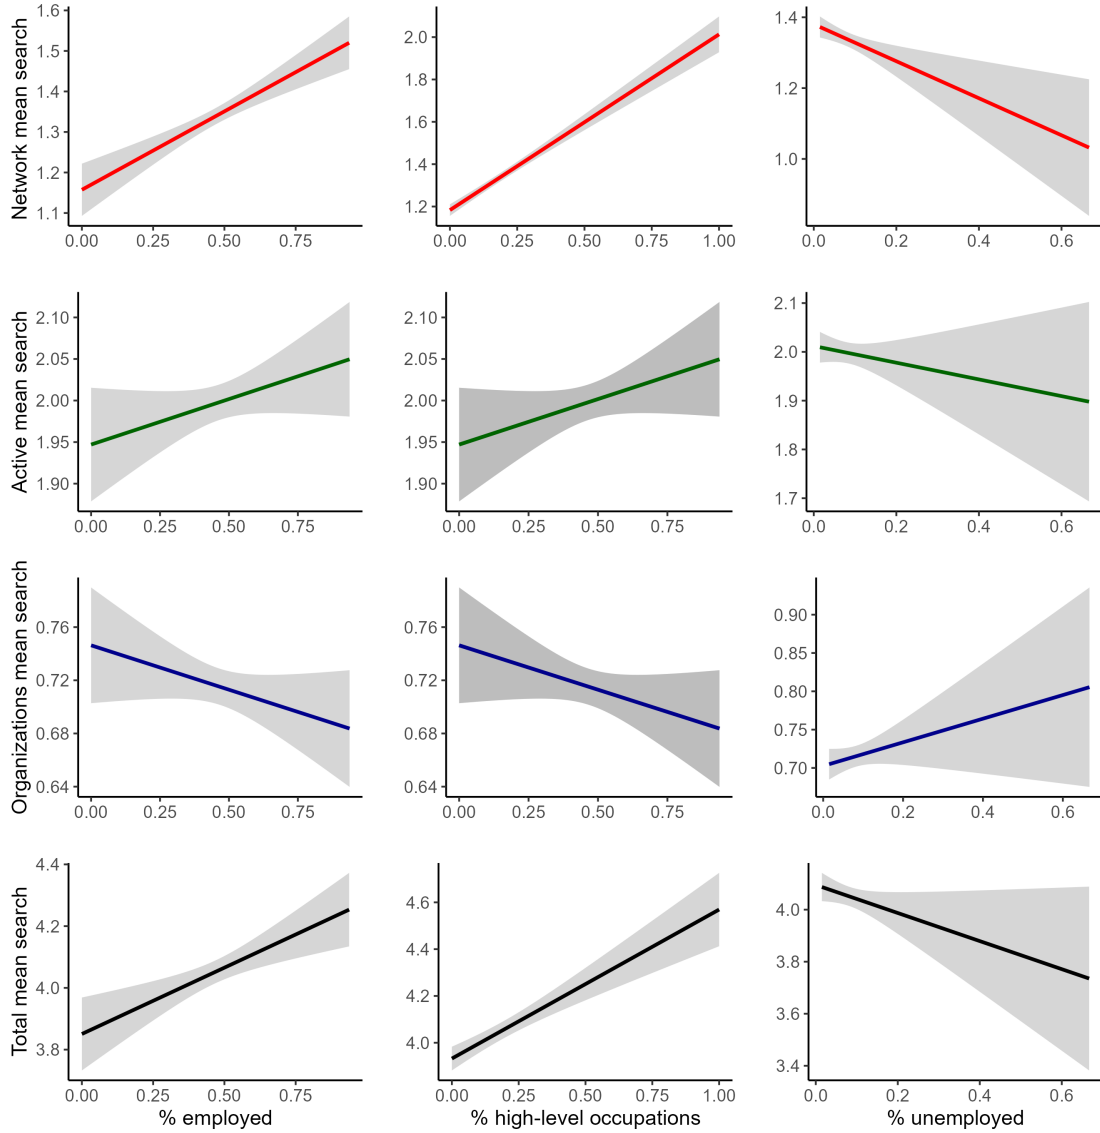 Network mean search
1.6
1.5
1.4
1.3
1.2
1.1
0.00 0.25 0.50 0.75
2.0
1.8
1.6
1.4
1.2
0.00 0.25 0.50 0.75 1.00
1.4
1.2
1.0
0.0 0.2 0.4 0.6
Active mean search
2.10
2.05
2.00
1.95
1.90
0.00 0.25 0.50 0.75
2.10
2.05
2.00
1.95
1.90
0.00 0.25 0.50 0.75
2.1
2.0
1.9
1.8
1.7
0.0 0.2 0.4 0.6
Organizations mean search
0.76
0.72
0.68
0.64
0.00 0.25 0.50 0.75
0.76
0.72
0.68
0.64
0.00 0.25 0.50 0.75
0.90
0.85
0.80
0.75
0.70
0.0 0.2 0.4 0.6
Total mean search
4.4
4.2
4.0
3.8
0.00 0.25 0.50 0.75
% employed
4.6
4.4
4.2
4.0
0.00 0.25 0.50 0.75 1.00
% high-level occupations
4.0
3.8
3.6
3.4
0.0 0.2 0.4 0.6
% unemployed